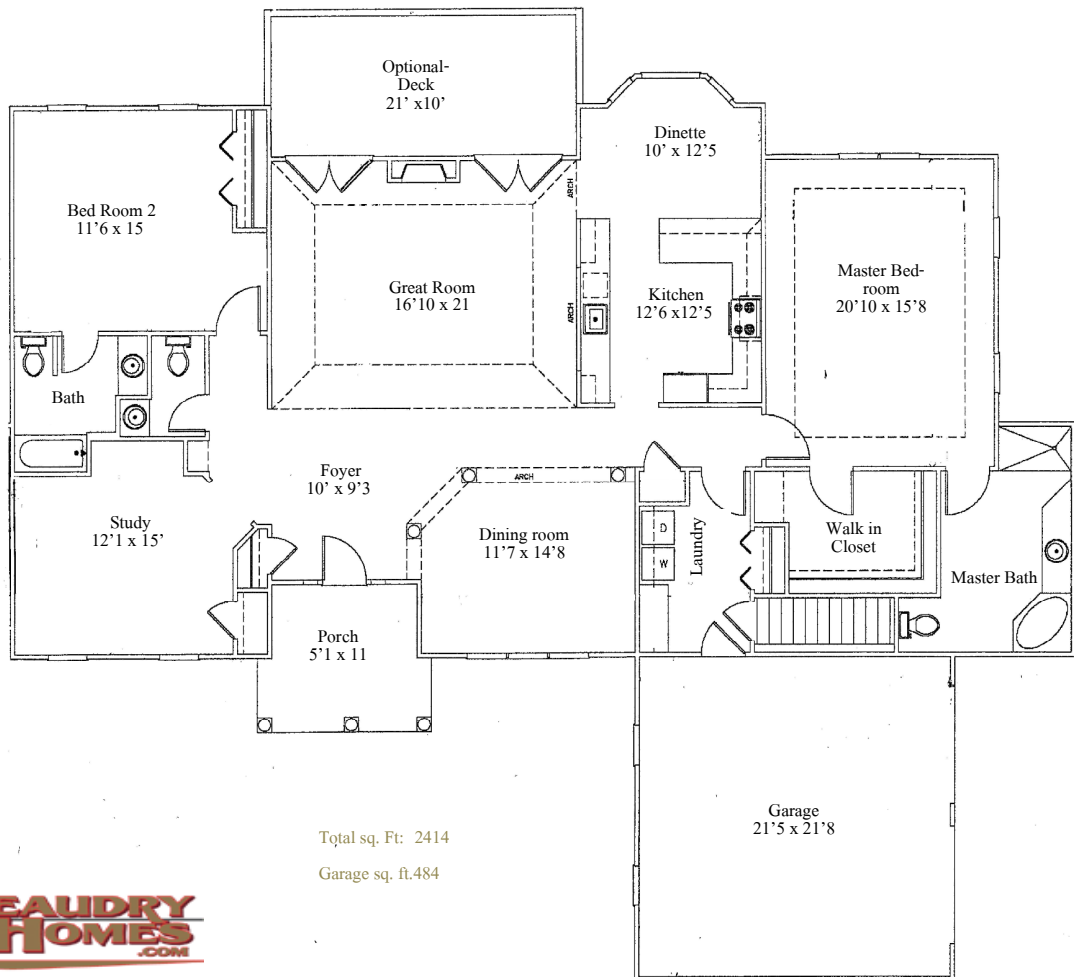 Optional-
Deck
21' x10'
Dinette
10' x 12'5
Bed Room 2
11'6 x 15
ARCH
Great Room
16'10 x 21
ARCH
Kitchen
12'6 x12'5
Master Bed-
room
20'10 x 15'8
Bath
Foyer
10' x 9'3
ARCH
Study
12'1 x 15'
Dining room
11'7 x 14'8
D
W
Laundry
Walk in
Closet
Master Bath
Porch
5'1 x 11
Garage
21'5 x 21'8
Total sq. Ft: 2414
Garage sq. ft.484
EAUDRY
HOMES
.COM